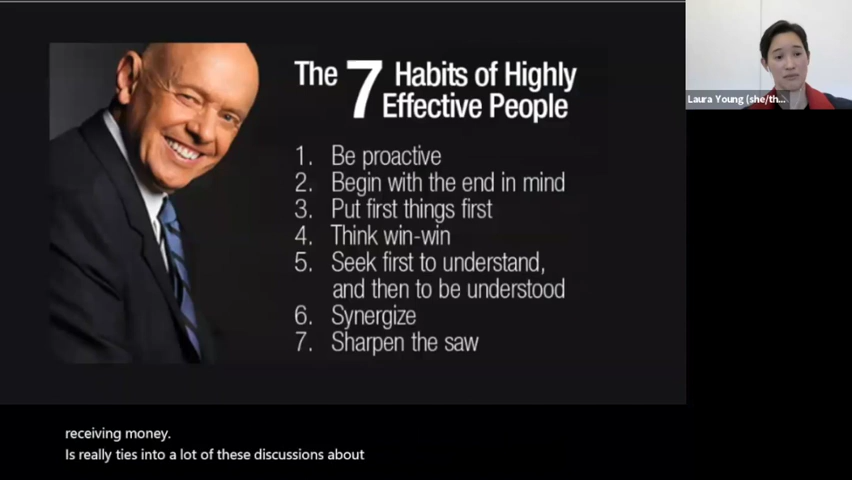 The 7 Habits of Highly
Effective People
1. Be proactive
2. Begin with the end in mind
3. Put first things first
4. Think win-win
5. Seek first to understand,
and then to be understood
6. Synergize
7. Sharpen the saw
Laura Young (she/th...
receiving money.
Is really ties into a lot of these discussions about